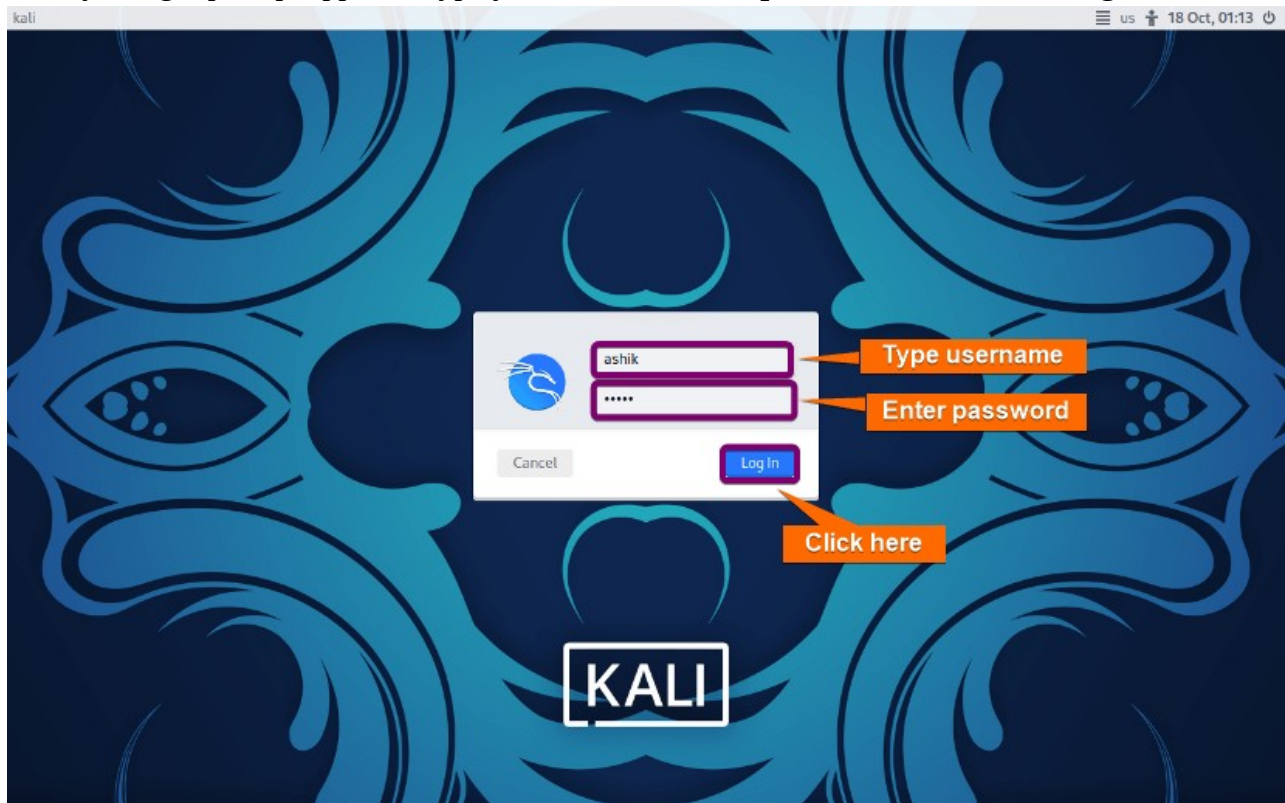 kali
us 18 Oct, 01:13
ashik
•••••
Type username
Enter password
Cancel
Log In
Click here
KALI